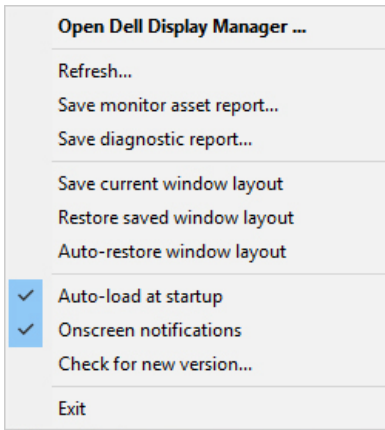 Open Dell Display Manager ...
Refresh...
Save monitor asset report...
Save diagnostic report...
Save current window layout
Restore saved window layout
Auto-restore window layout
Auto-load at startup
Onscreen notifications
Check for new version...
Exit